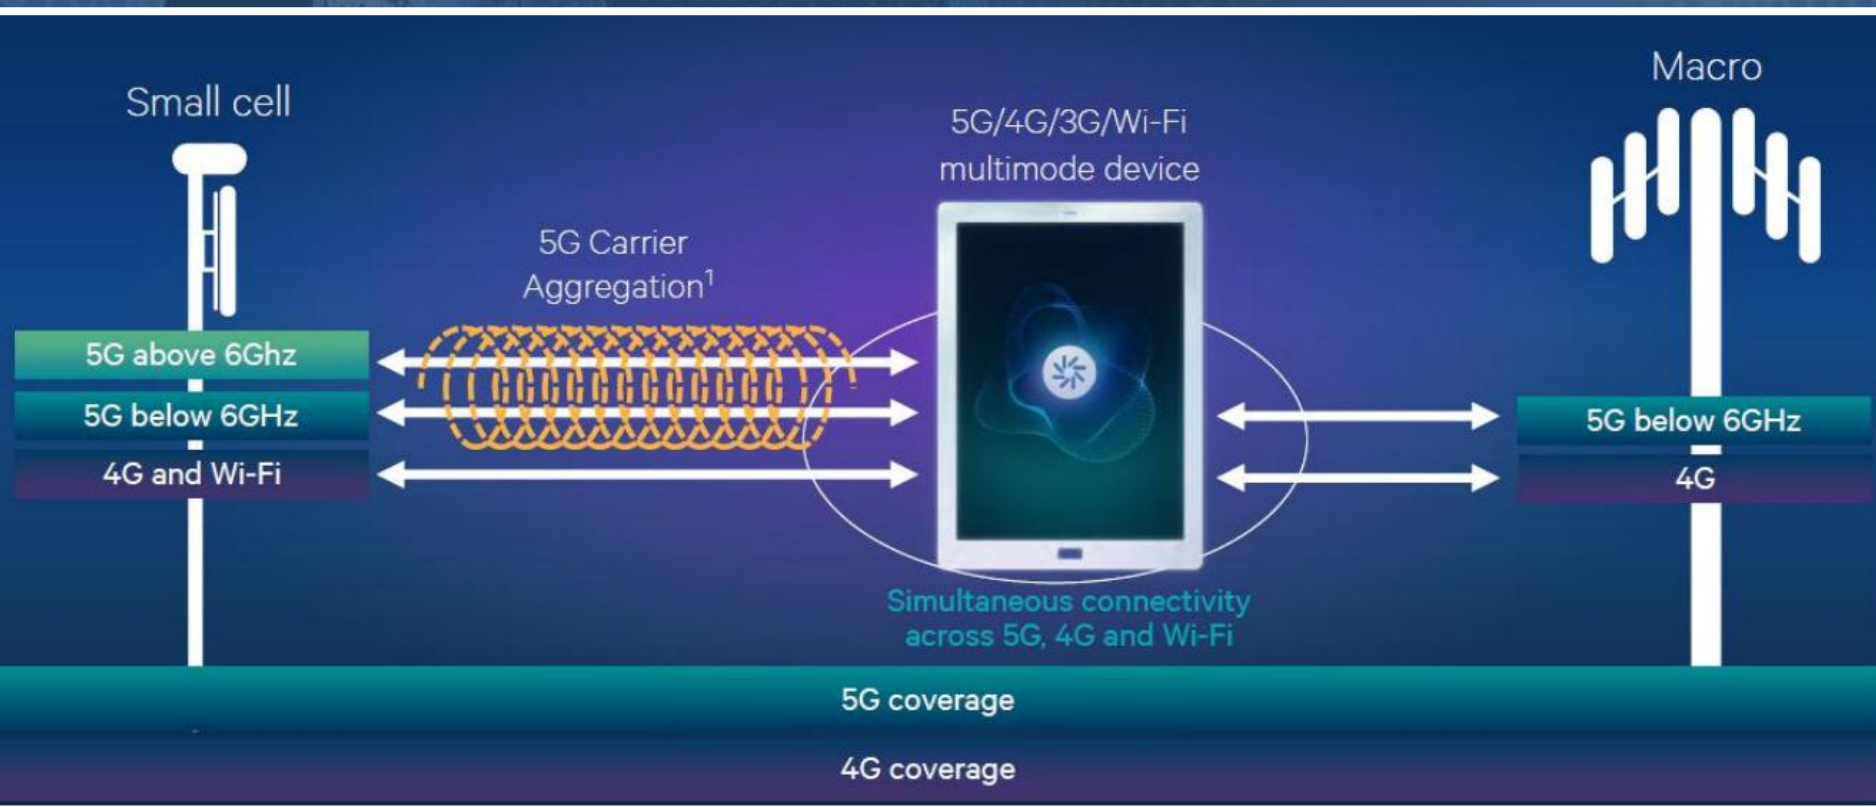 Small cell
Macro
5G/4G/3G/Wi-Fi
multimode device
5G Carrier
Aggregation¹
5G above 6Ghz
5G below 6GHz
4G and Wi-Fi
5G below 6GHz
4G
Simultaneous connectivity
across 5G, 4G and Wi-Fi
5G coverage
4G coverage